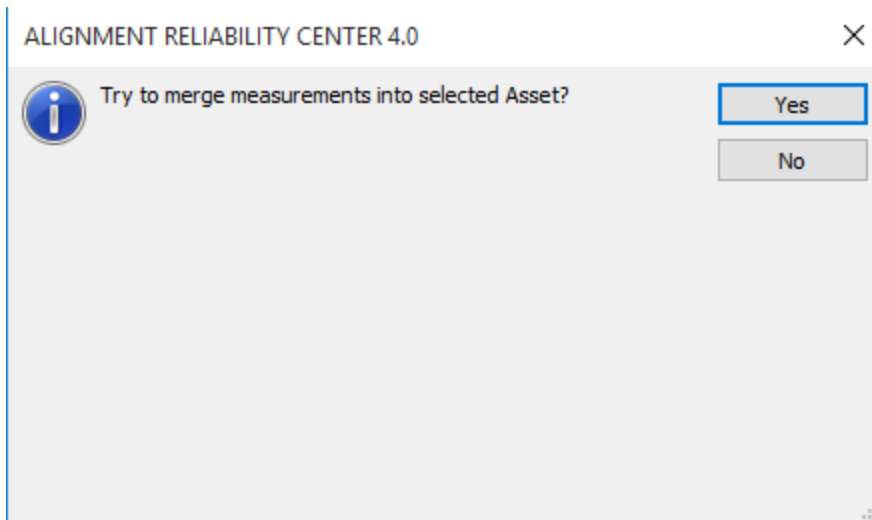 ALIGNMENT RELIABILITY CENTER 4.0
Try to merge measurements into selected Asset?
Yes
No